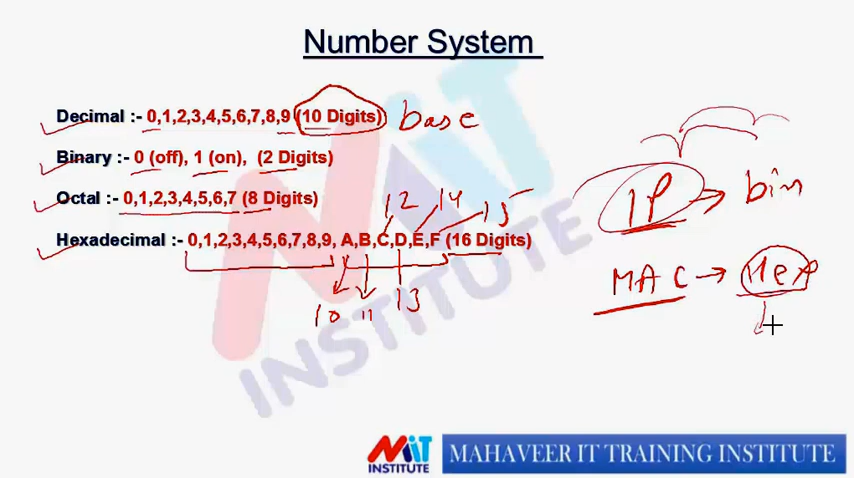 Number System
Decimal :- 0,1,2,3,4,5,6,7,8,9 (10 Digits) base
Binary :- 0 (off), 1 (on), (2 Digits)
IP → bin
Octal :- 0,1,2,3,4,5,6,7 (8 Digits)
12 14 15
Hexadecimal :- 0,1,2,3,4,5,6,7,8,9, A,B,C,D,E,F (16 Digits)
MAC → Hex
10 11 13
MIT INSTITUTE
MIT
INSTITUTE
MAHAVEER IT TRAINING INSTITUTE